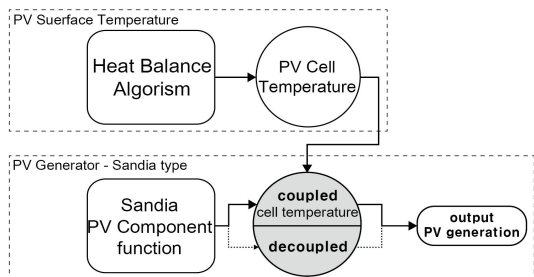 PV Suerface Temperature
Heat Balance
Algorism
PV Cell
Temperature
PV Generator - Sandia type
Sandia
PV Component
function
coupled
cell temperature
decoupled
output
PV generation